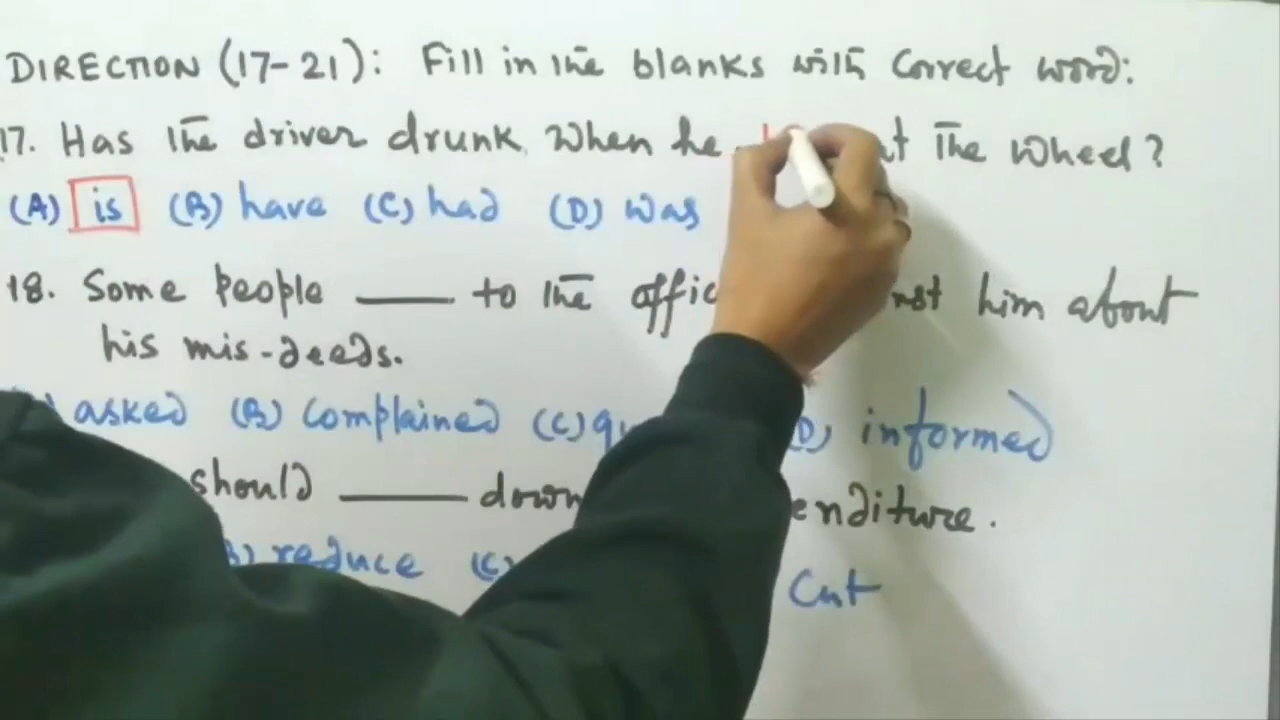 DIRECTION (17-21): Fill in the blanks with correct word:
17. Has the driver drunk when he at the wheel?
(A) is (B) have (C) had (D) was
18. Some people ____ to the him about
his mis-deeds.
asked (B) complained (C) (D) informed
should ____ down
reduce (C) Cut